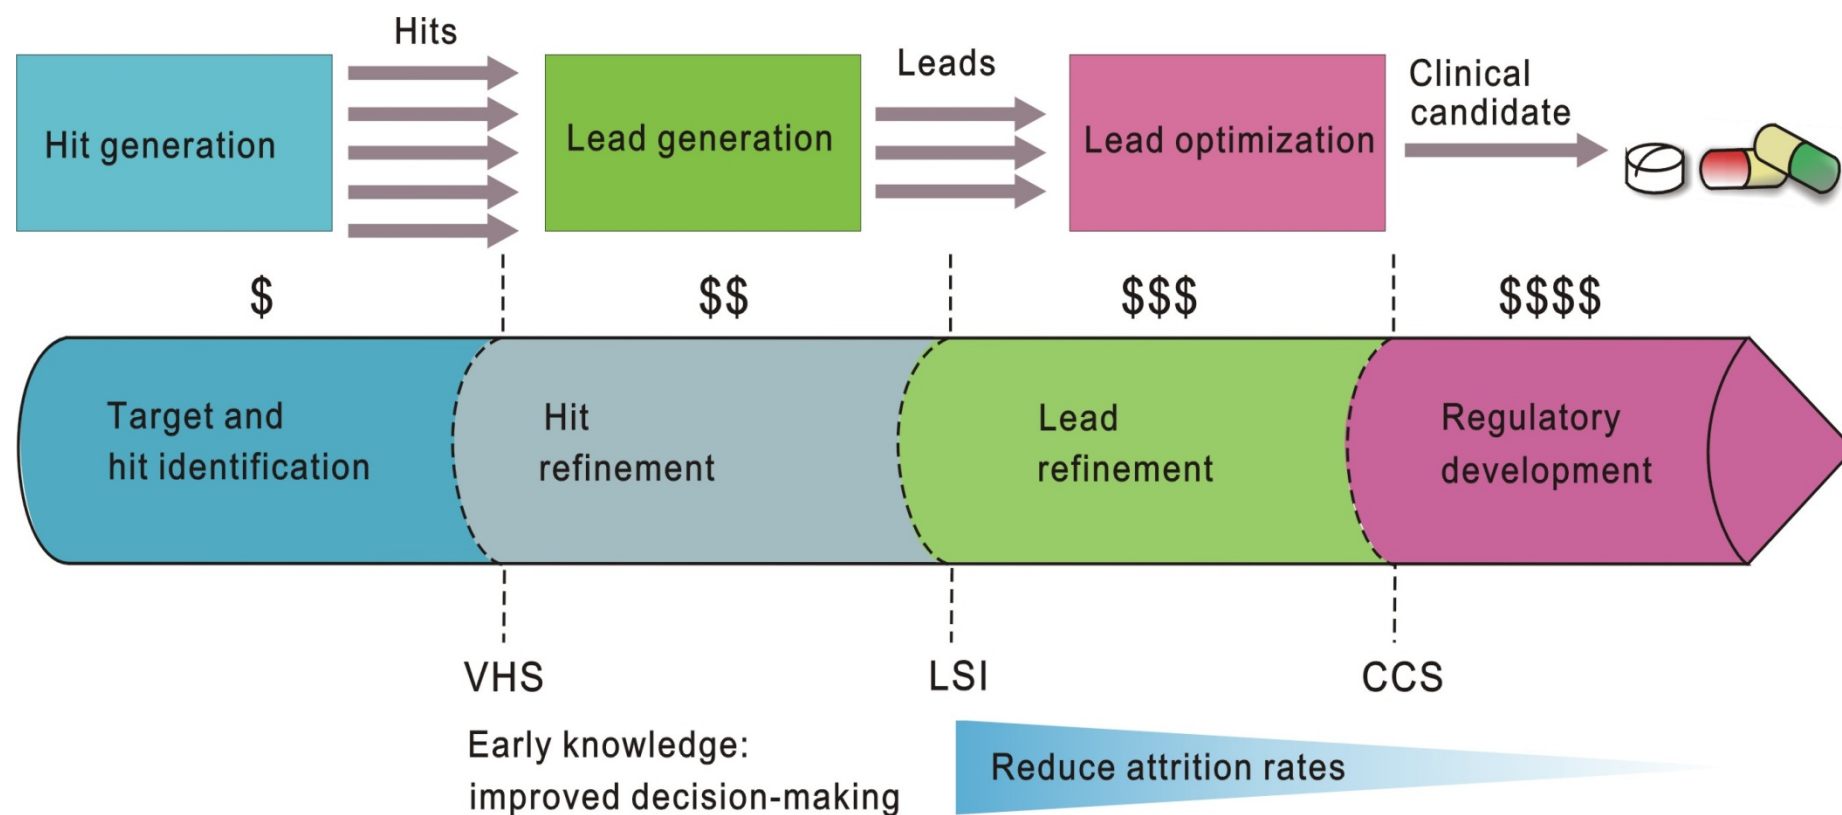 Hits
Leads
Clinical
candidate
Hit generation
Lead generation
Lead optimization
$
$$
$$$
$$$$
Target and
hit identification
Hit
refinement
Lead
refinement
Regulatory
development
VHS
LSI
CCS
Early knowledge:
improved decision-making
Reduce attrition rates